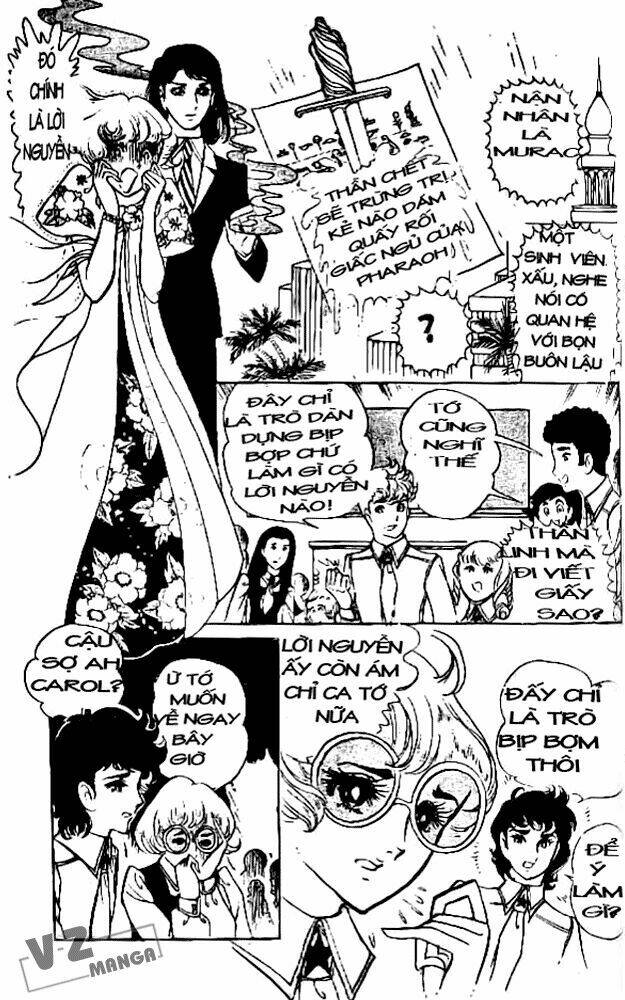 ĐÓ
CHÍNH
LÀ LỜI
NGUYỀN
THẦN CHẾT
SẼ TRỪNG TRỊ
KẺ NÀO DÁM
QUẤY RỐI
GIẤC NGỦ CỦA
PHARAOH
?
NẠN
NHÂN
LÀ
MURAG
MỘT
SINH VIÊN
XẤU, NGHE
NÓI CÓ
QUAN HỆ
VỚI BỌN
BUÔN LẬU
ĐÂY CHỈ
LÀ TRÒ DÀN
DỤNG BỊP
BỢP CHỨ
LÀM GÌ CÓ
LỜI NGUYỀN
NÀO!
TỚ
CŨNG
NGHĨ
THẾ
THẦN
LINH MÀ
ĐI VIẾT
GIẤY
SAO?
CẬU
SỢ AH
CAROL?
Ừ TỚ
MUỐN
VỀ NGAY
BÂY
GIỜ
LỜI NGUYỀN
ẤY CÒN ÁM
CHỈ CA TỚ
NỮA
ĐẤY CHỈ
LÀ TRÒ
BỊP BỢM
THÔI
ĐỂ
Ý
LÀM
GÌ?
V-Z
MANGA